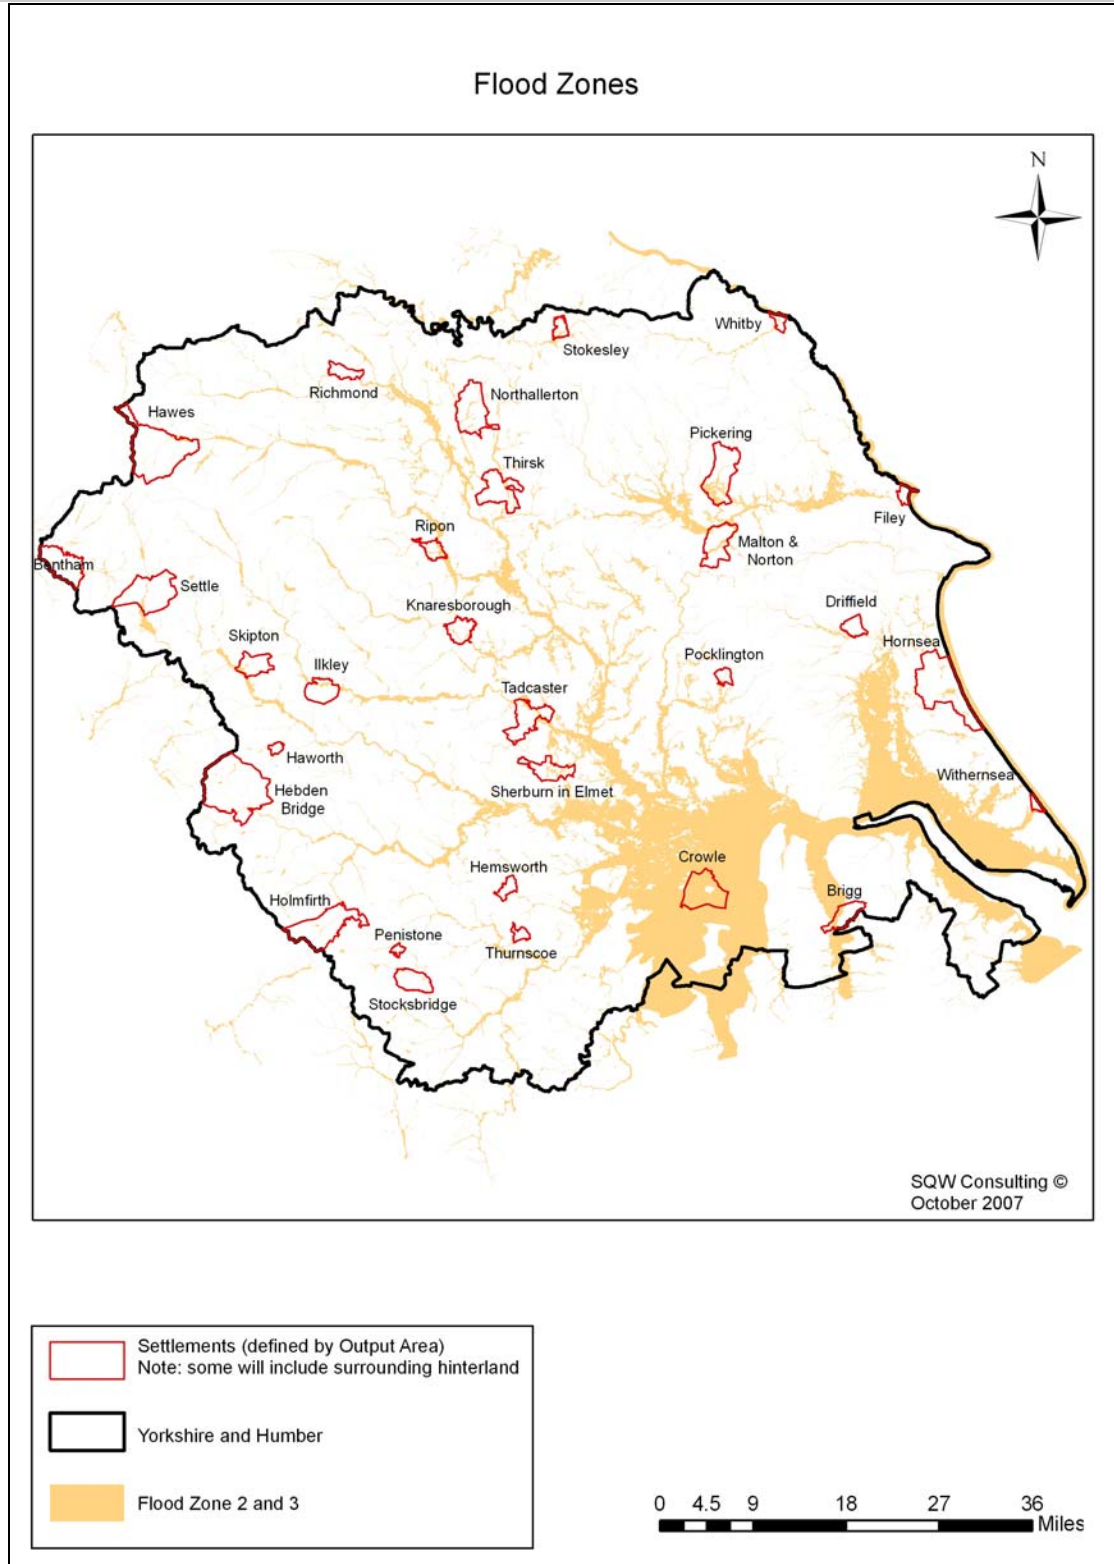 Flood Zones
N
Whitby
Stokesley
Richmond
Northallerton
Hawes
Pickering
Thirsk
Filey
Ripon
Malton &
Norton
Bentham
Settle
Knaresborough
Driffield
Skipton
Hornsea
Ilkley
Pocklington
Tadcaster
Haworth
Withernsea
Hebden
Bridge
Sherburn in Elmet
Crowle
Hemsworth
Brigg
Holmfirth
Penistone
Thurnscoe
Stocksbridge
SQW Consulting ©
October 2007
Settlements (defined by Output Area)
Note: some will include surrounding hinterland
Yorkshire and Humber
Flood Zone 2 and 3
0 4.5 9 18 27 36
Miles